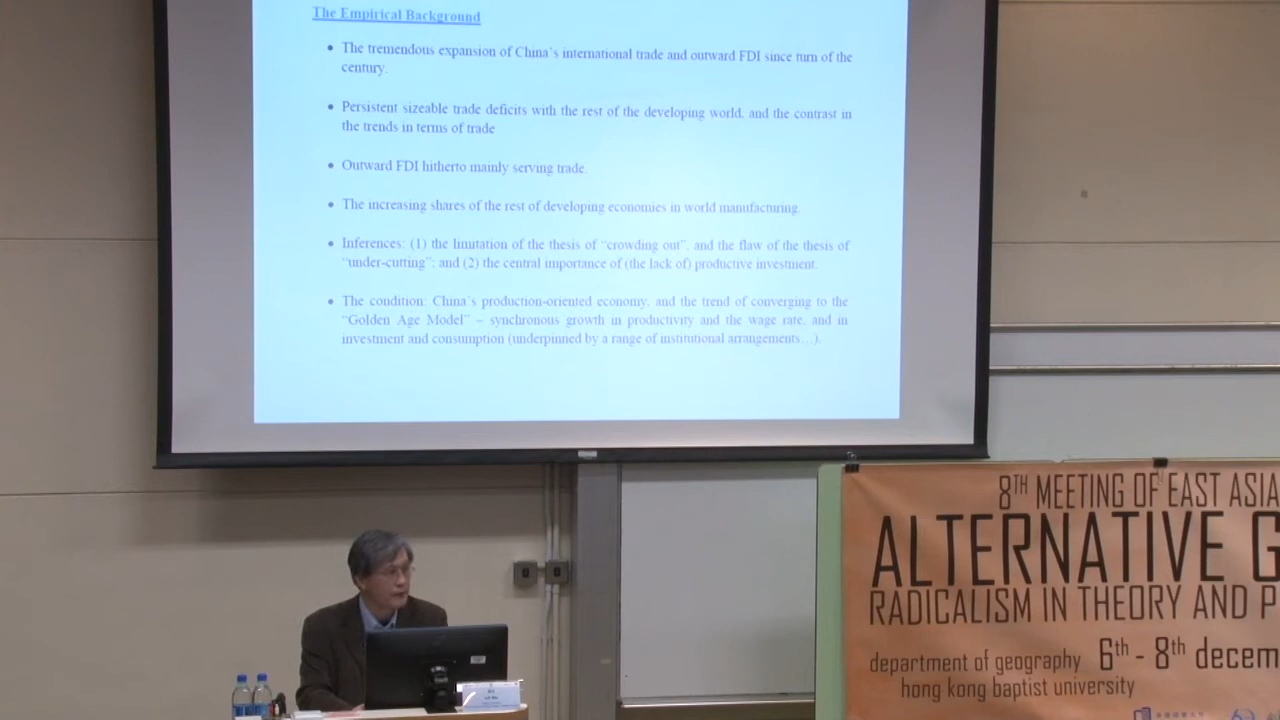 The Empirical Background
• The tremendous expansion of China's international trade and outward FDI since turn of the
century.
• Persistent sizeable trade deficits with the rest of the developing world, and the contrast in
the trends in terms of trade
• Outward FDI hitherto mainly serving trade.
• The increasing shares of the rest of developing economies in world manufacturing.
• Inferences: (1) the limitation of the thesis of “crowding out”, and the flaw of the thesis of
“under-cutting”; and (2) the central importance of (the lack of) productive investment.
• The condition: China's production-oriented economy, and the trend of converging to the
“Golden Age Model” – synchronous growth in productivity and the wage rate, and in
investment and consumption (underpinned by a range of institutional arrangements…).
8TH MEETING OF EAST ASIA
ALTERNATIVE G
RADICALISM IN THEORY AND P
department of geography 6th - 8th decem
hong kong baptist university